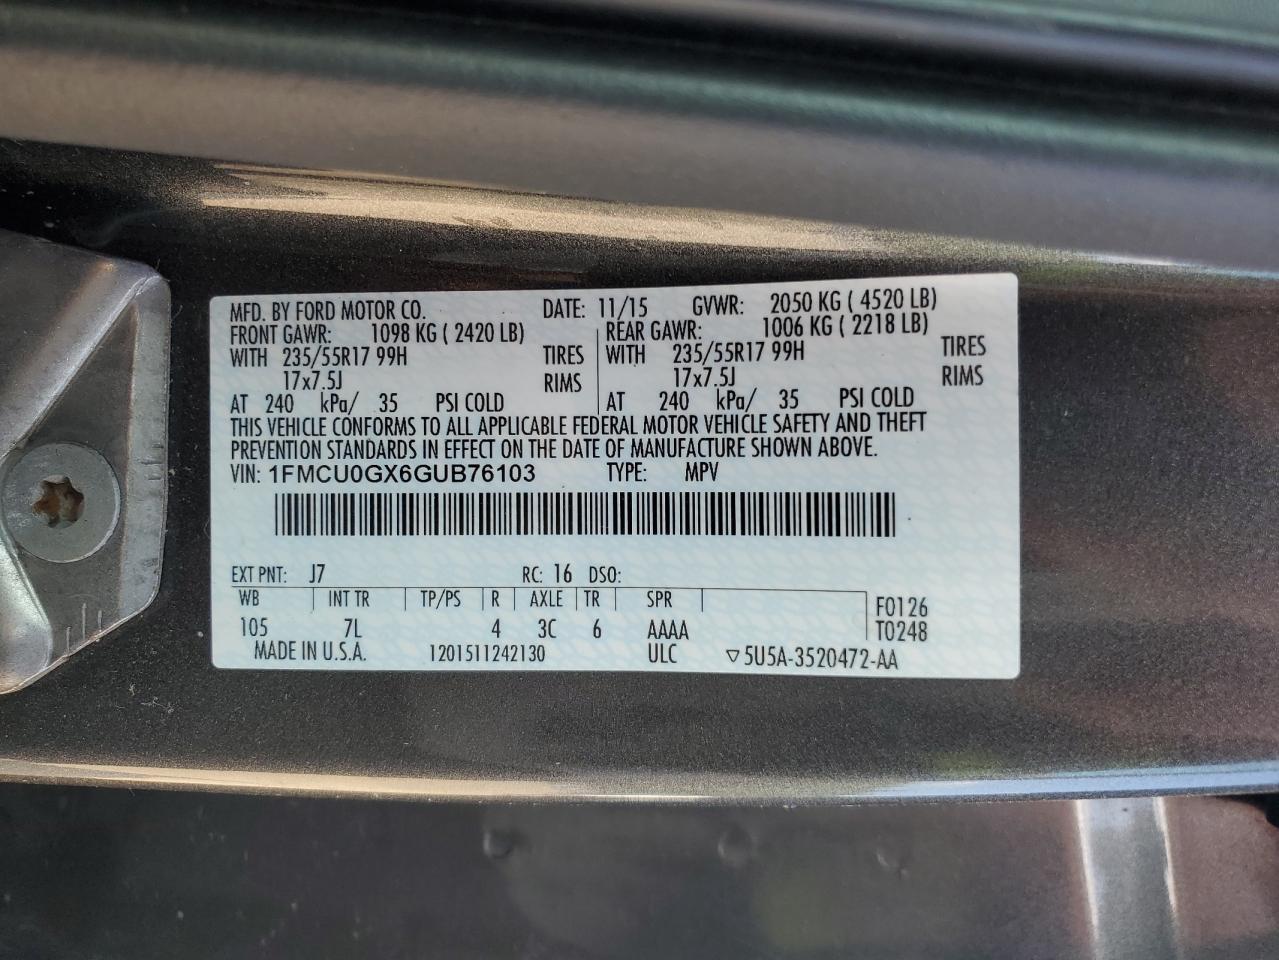 MFD. BY FORD MOTOR CO. DATE: 11/15 GVWR: 2050 KG ( 4520 LB)
FRONT GAWR: 1098 KG ( 2420 LB) REAR GAWR: 1006 KG ( 2218 LB)
WITH 235/55R17 99H TIRES WITH 235/55R17 99H TIRES
17x7.5J RIMS 17x7.5J RIMS
AT 240 kPa/ 35 PSI COLD AT 240 kPa/ 35 PSI COLD
THIS VEHICLE CONFORMS TO ALL APPLICABLE FEDERAL MOTOR VEHICLE SAFETY AND THEFT
PREVENTION STANDARDS IN EFFECT ON THE DATE OF MANUFACTURE SHOWN ABOVE.
VIN: 1FMCU0GX6GUB76103 TYPE: MPV
EXT PNT: J7 RC: 16 DSO:
WB INT TR TP/PS R AXLE TR SPR F0126
105 7L 4 3C 6 AAAA T0248
MADE IN U.S.A. 1201511242130 ULC ▽5U5A-3520472-AA